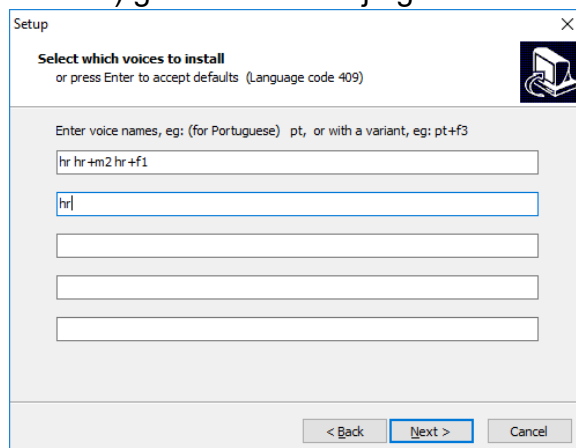 Setup
Select which voices to install
or press Enter to accept defaults (Language code 409)
Enter voice names, eg: (for Portuguese) pt, or with a variant, eg: pt+f3
hr hr+m2 hr+f1
hr
< Back
Next >
Cancel